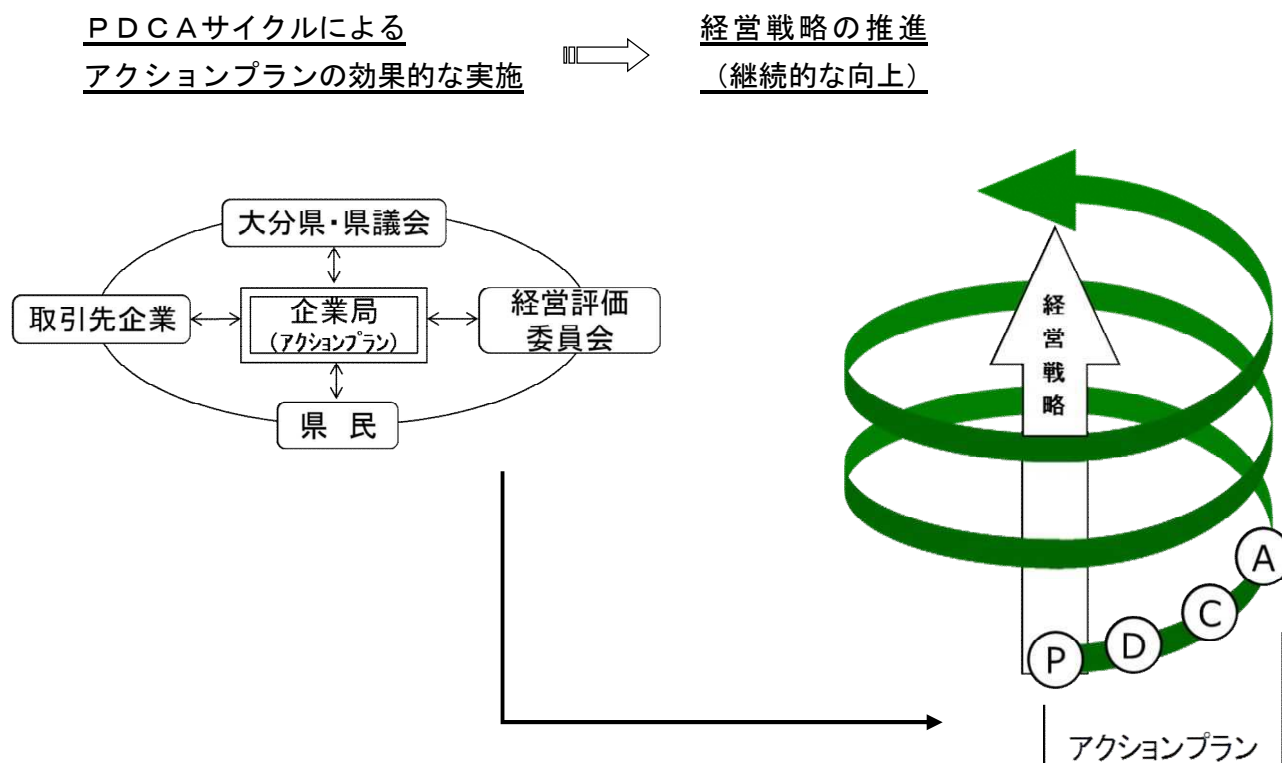 PDCAサイクルによる
アクションプランの効果的な実施
経営戦略の推進
(継続的な向上)
大分県・県議会
取引先企業
企業局
(アクションプラン)
経営評価
委員会
県 民
経営戦略
A
C
D
P
アクションプラン